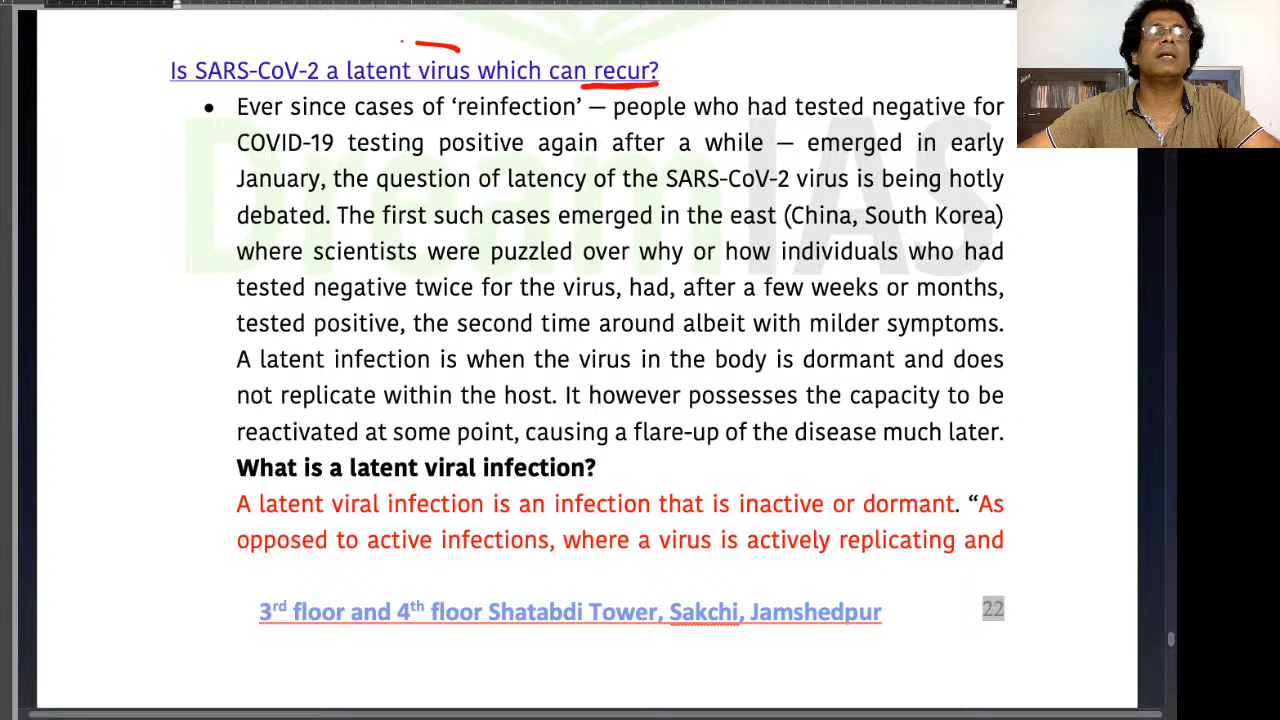 Is SARS-CoV-2 a latent virus which can recur?
• Ever since cases of ‘reinfection’ — people who had tested negative for
COVID-19 testing positive again after a while — emerged in early
January, the question of latency of the SARS-CoV-2 virus is being hotly
debated. The first such cases emerged in the east (China, South Korea)
where scientists were puzzled over why or how individuals who had
tested negative twice for the virus, had, after a few weeks or months,
tested positive, the second time around albeit with milder symptoms.
A latent infection is when the virus in the body is dormant and does
not replicate within the host. It however possesses the capacity to be
reactivated at some point, causing a flare-up of the disease much later.
What is a latent viral infection?
A latent viral infection is an infection that is inactive or dormant. “As
opposed to active infections, where a virus is actively replicating and
3rd floor and 4th floor Shatabdi Tower, Sakchi, Jamshedpur
22
DreamIAS